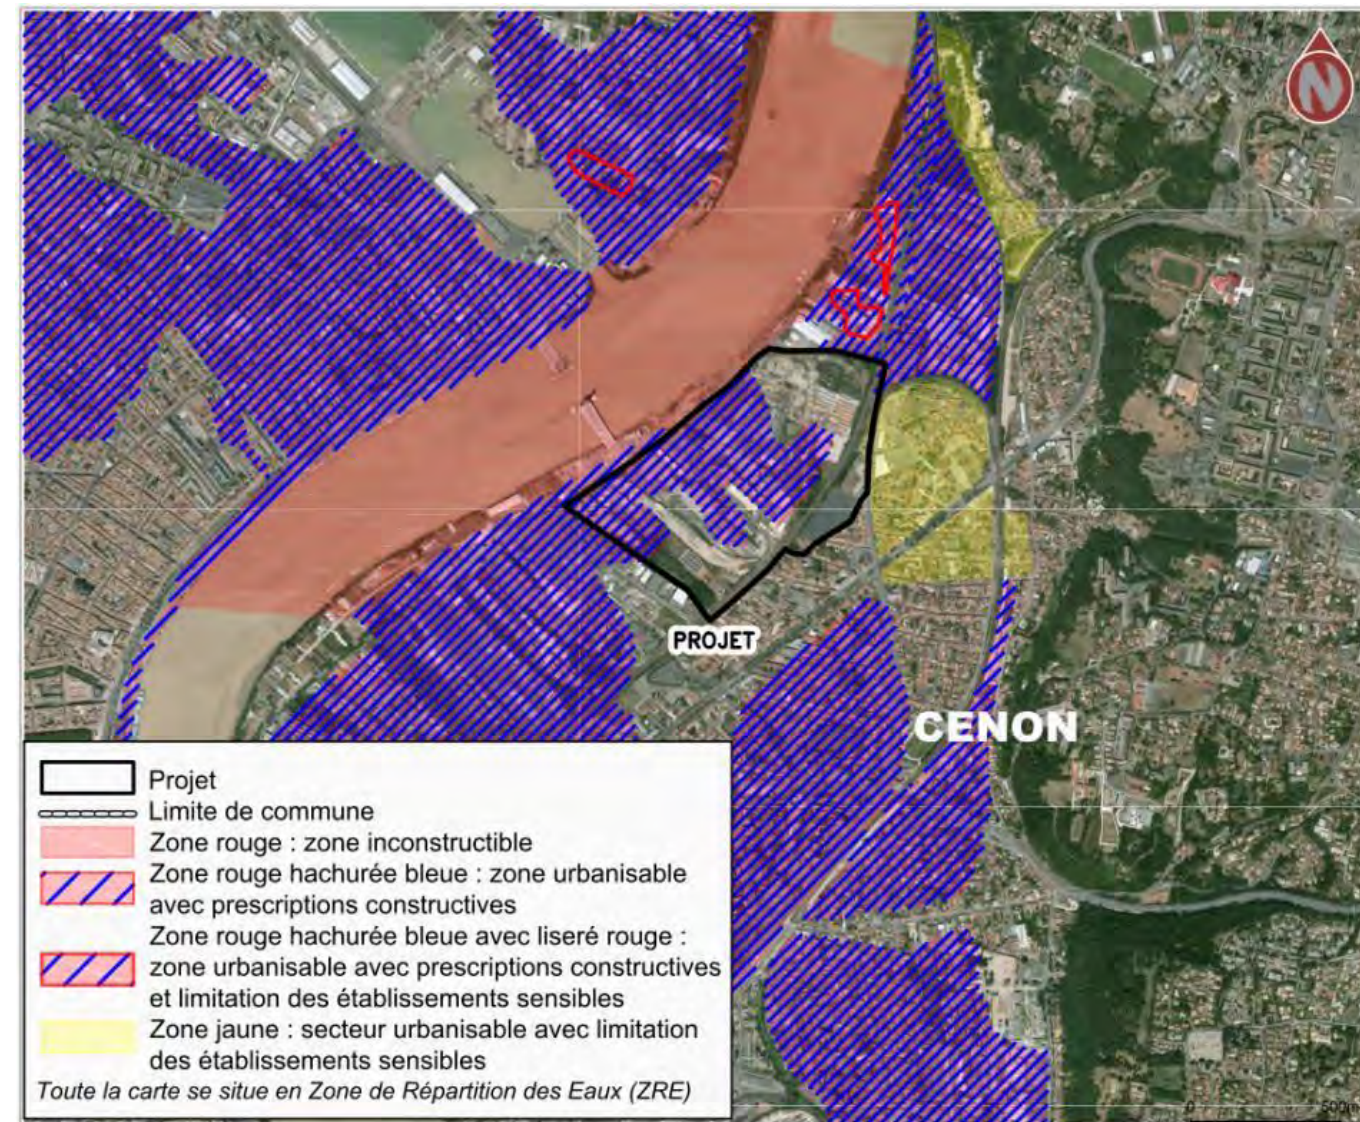 N
PROJET
CENON
Projet
Limite de commune
Zone rouge : zone inconstructible
Zone rouge hachurée bleue : zone urbanisable
avec prescriptions constructives
Zone rouge hachurée bleue avec liseré rouge :
zone urbanisable avec prescriptions constructives
et limitation des établissements sensibles
Zone jaune : secteur urbanisable avec limitation
des établissements sensibles
Toute la carte se situe en Zone de Répartition des Eaux (ZRE)
0 500m